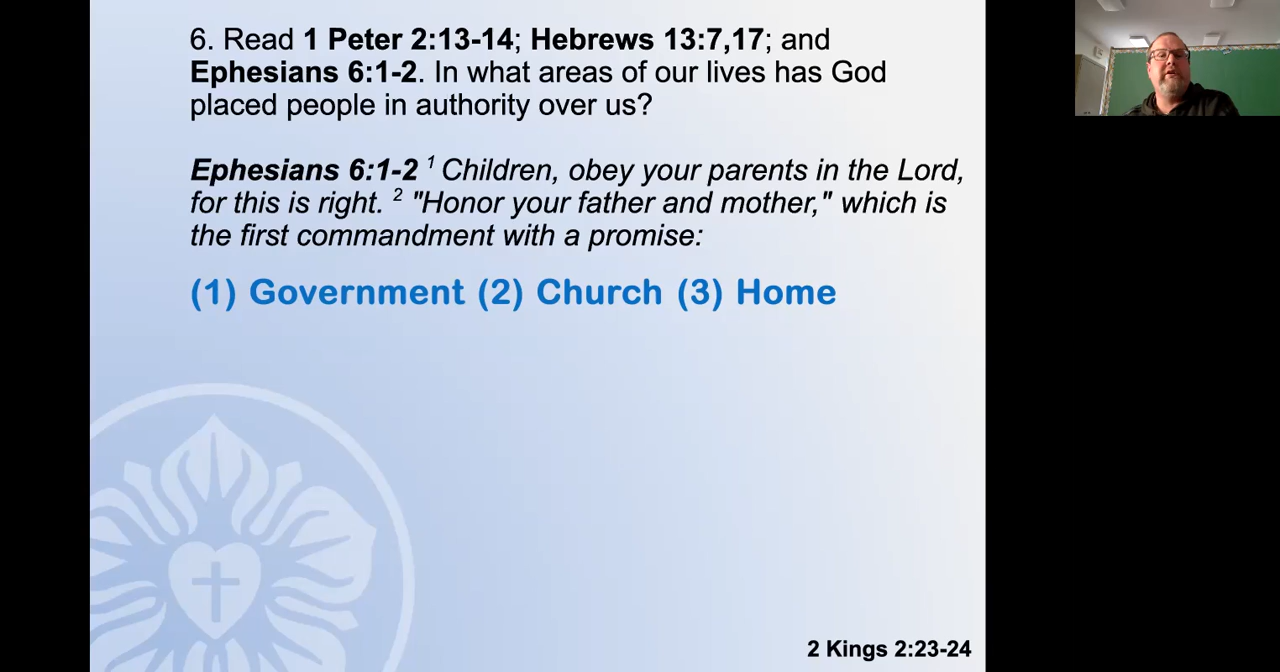 6. Read 1 Peter 2:13-14; Hebrews 13:7,17; and
Ephesians 6:1-2. In what areas of our lives has God
placed people in authority over us?
Ephesians 6:1-2 ¹ Children, obey your parents in the Lord,
for this is right. ² "Honor your father and mother," which is
the first commandment with a promise:
(1) Government (2) Church (3) Home
2 Kings 2:23-24